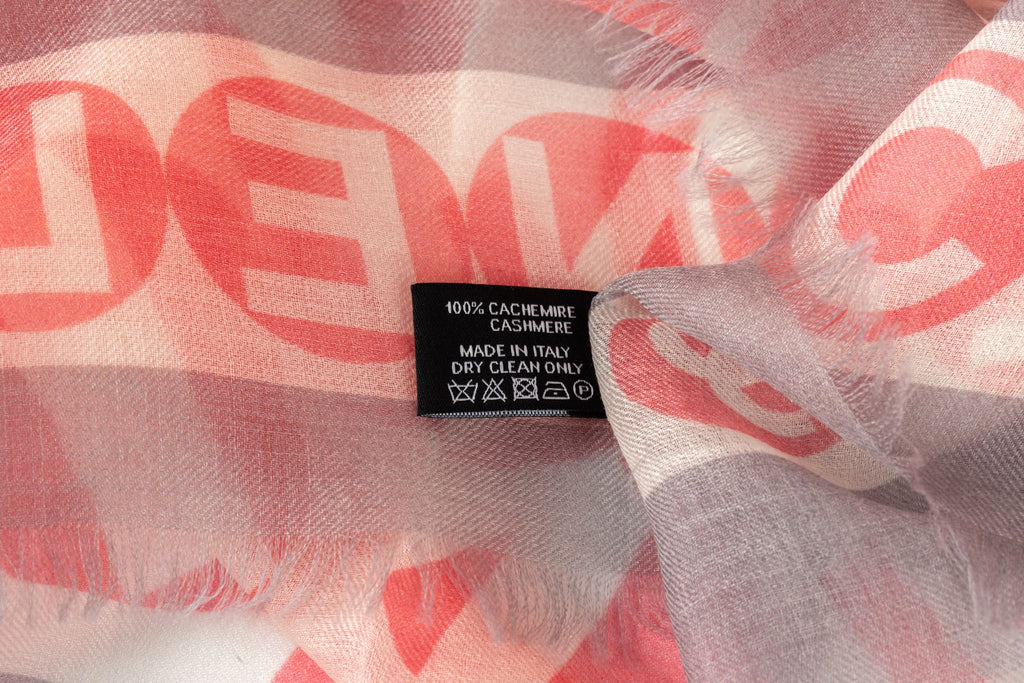 100% CACHEMIRE
CASHMERE
MADE IN ITALY
DRY CLEAN ONLY
P